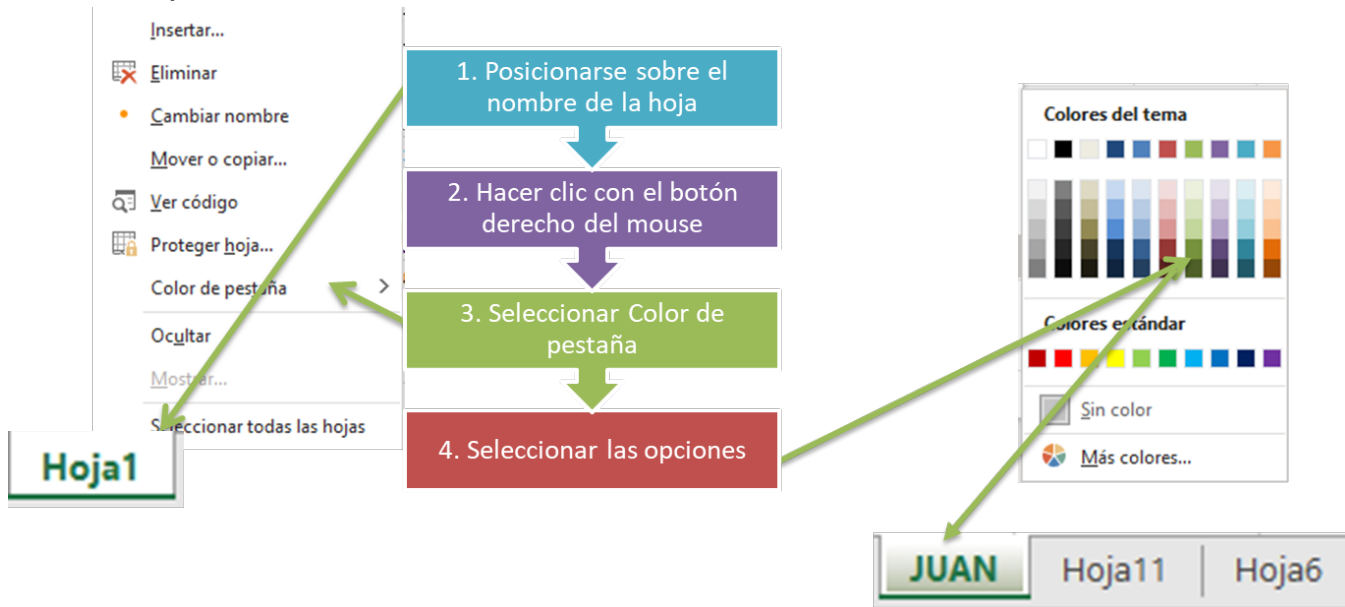 Insertar...
Eliminar
Cambiar nombre
Mover o copiar...
Ver código
Proteger hoja...
Color de pestaña
Ocultar
Mostrar...
Seleccionar todas las hojas
Hoja1
1. Posicionarse sobre el
nombre de la hoja
2. Hacer clic con el botón
derecho del mouse
3. Seleccionar Color de
pestaña
4. Seleccionar las opciones
Colores del tema
Colores estándar
Sin color
Más colores...
JUAN
Hoja11
Hoja6